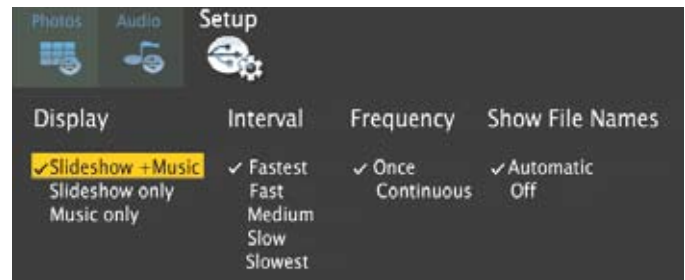 Photos Audio Setup
Display Interval Frequency Show File Names
✓Slideshow +Music ✓ Fastest ✓ Once ✓Automatic
Slideshow only Fast Continuous Off
Music only Medium
Slow
Slowest